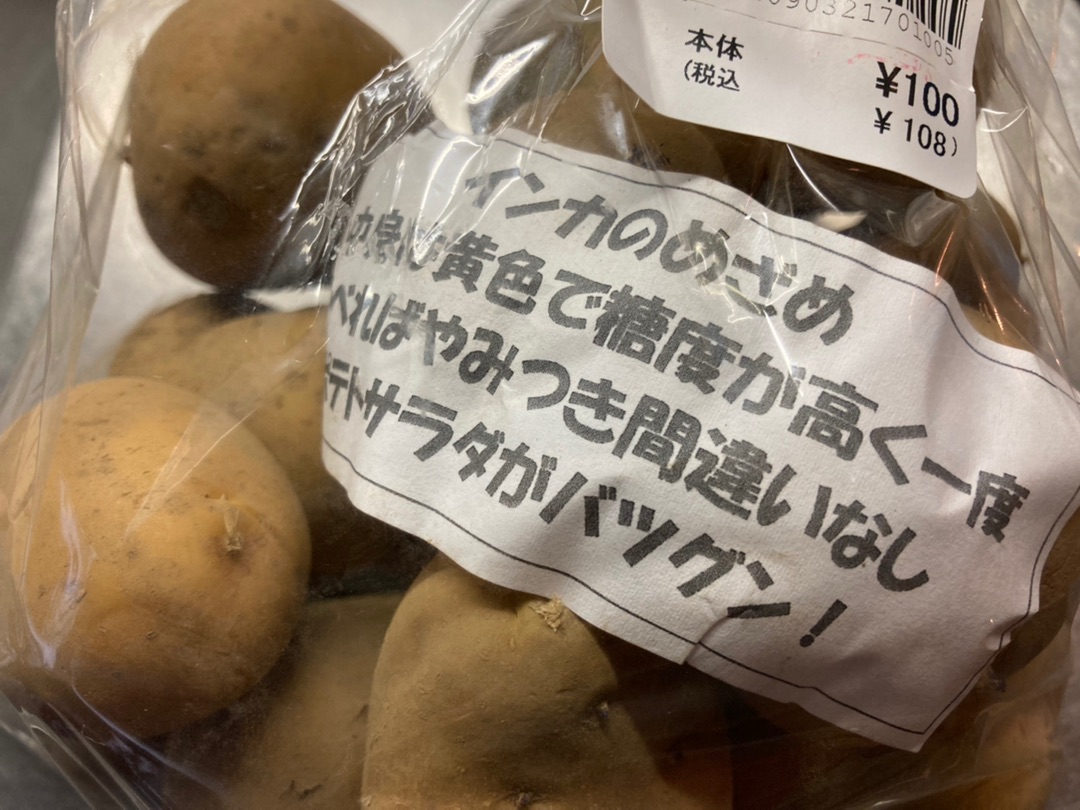 090321701005
本体 ¥100
(税込 ¥108)
インカのめざめ
黄色で糖度が高く一度
べればやみつき間違いなし
テトサラダがバツグン!